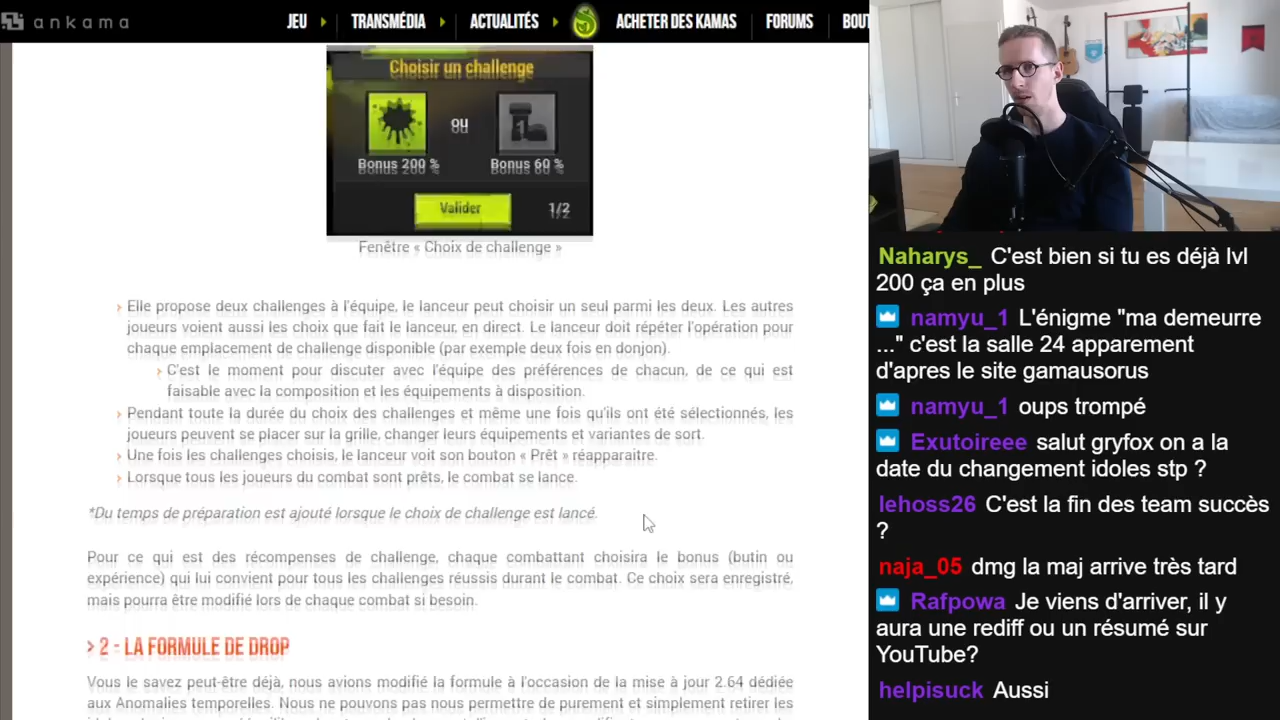 ankama
JEU
TRANSMÉDIA
ACTUALITÉS
ACHETER DES KAMAS
FORUMS
BOUT
Choisir un challenge
ou
Bonus 200 %
Bonus 60 %
Valider
1/2
Fenêtre « Choix de challenge »
Elle propose deux challenges à l'équipe, le lanceur peut choisir un seul parmi les deux. Les autres
joueurs voient aussi les choix que fait le lanceur, en direct. Le lanceur doit répéter l'opération pour
chaque emplacement de challenge disponible (par exemple deux fois en donjon).
C'est le moment pour discuter avec l'équipe des préférences de chacun, de ce qui est
faisable avec la composition et les équipements à disposition.
Pendant toute la durée du choix des challenges et même une fois qu'ils ont été sélectionnés, les
joueurs peuvent se placer sur la grille, changer leurs équipements et variantes de sort.
Une fois les challenges choisis, le lanceur voit son bouton « Prêt » réapparaitre.
Lorsque tous les joueurs du combat sont prêts, le combat se lance.
*Du temps de préparation est ajouté lorsque le choix de challenge est lancé.
Pour ce qui est des récompenses de challenge, chaque combattant choisira le bonus (butin ou
expérience) qui lui convient pour tous les challenges réussis durant le combat. Ce choix sera enregistré,
mais pourra être modifié lors de chaque combat si besoin.
> 2 - LA FORMULE DE DROP
Vous le savez peut-être déjà, nous avions modifié la formule à l'occasion de la mise à jour 2.64 dédiée
aux Anomalies temporelles. Nous ne pouvons pas nous permettre de purement et simplement retirer les
Naharys_ C'est bien si tu es déjà lvl
200 ça en plus
namyu_1 L'énigme "ma demeurre
..." c'est la salle 24 apparement
d'apres le site gamausorus
namyu_1 oups trompé
Exutoireee salut gryfox on a la
date du changement idoles stp ?
lehoss26 C'est la fin des team succès
?
naja_05 dmg la maj arrive très tard
Rafpowa Je viens d'arriver, il y
aura une rediff ou un résumé sur
YouTube?
helpisuck Aussi